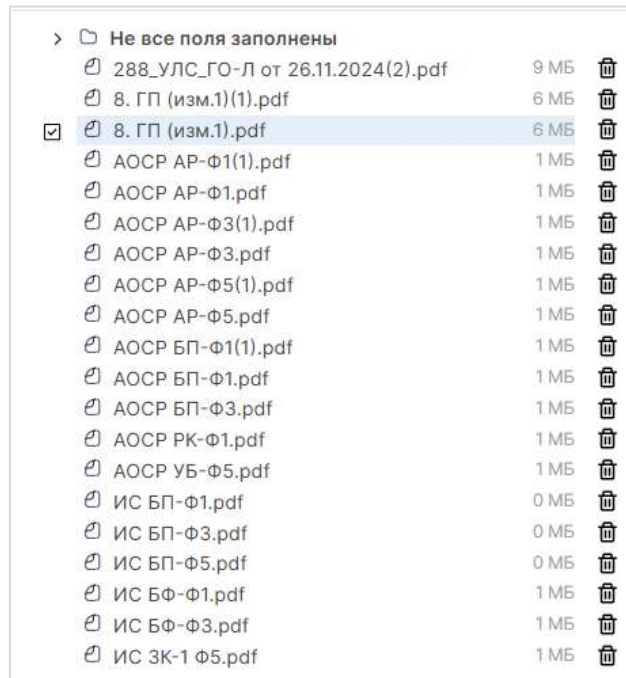 Не все поля заполнены
288_УЛС_ГО-Л от 26.11.2024(2).pdf 9 МБ
8. ГП (изм.1)(1).pdf 6 МБ
8. ГП (изм.1).pdf 6 МБ
АОСР АР-Ф1(1).pdf 1 МБ
АОСР АР-Ф1.pdf 1 МБ
АОСР АР-Ф3(1).pdf 1 МБ
АОСР АР-Ф3.pdf 1 МБ
АОСР АР-Ф5(1).pdf 1 МБ
АОСР АР-Ф5.pdf 1 МБ
АОСР БП-Ф1(1).pdf 1 МБ
АОСР БП-Ф1.pdf 1 МБ
АОСР БП-Ф3.pdf 1 МБ
АОСР РК-Ф1.pdf 1 МБ
АОСР УБ-Ф5.pdf 1 МБ
ИС БП-Ф1.pdf 0 МБ
ИС БП-Ф3.pdf 0 МБ
ИС БП-Ф5.pdf 0 МБ
ИС БФ-Ф1.pdf 1 МБ
ИС БФ-Ф3.pdf 1 МБ
ИС ЗК-1 Ф5.pdf 1 МБ